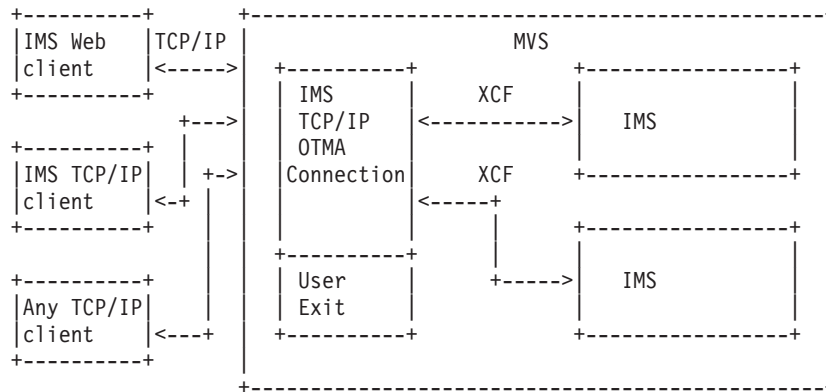 IMS Web
client
TCP/IP
MVS
IMS
TCP/IP
OTMA
Connection
XCF
IMS
IMS TCP/IP
client
XCF
User
Exit
IMS
Any TCP/IP
client